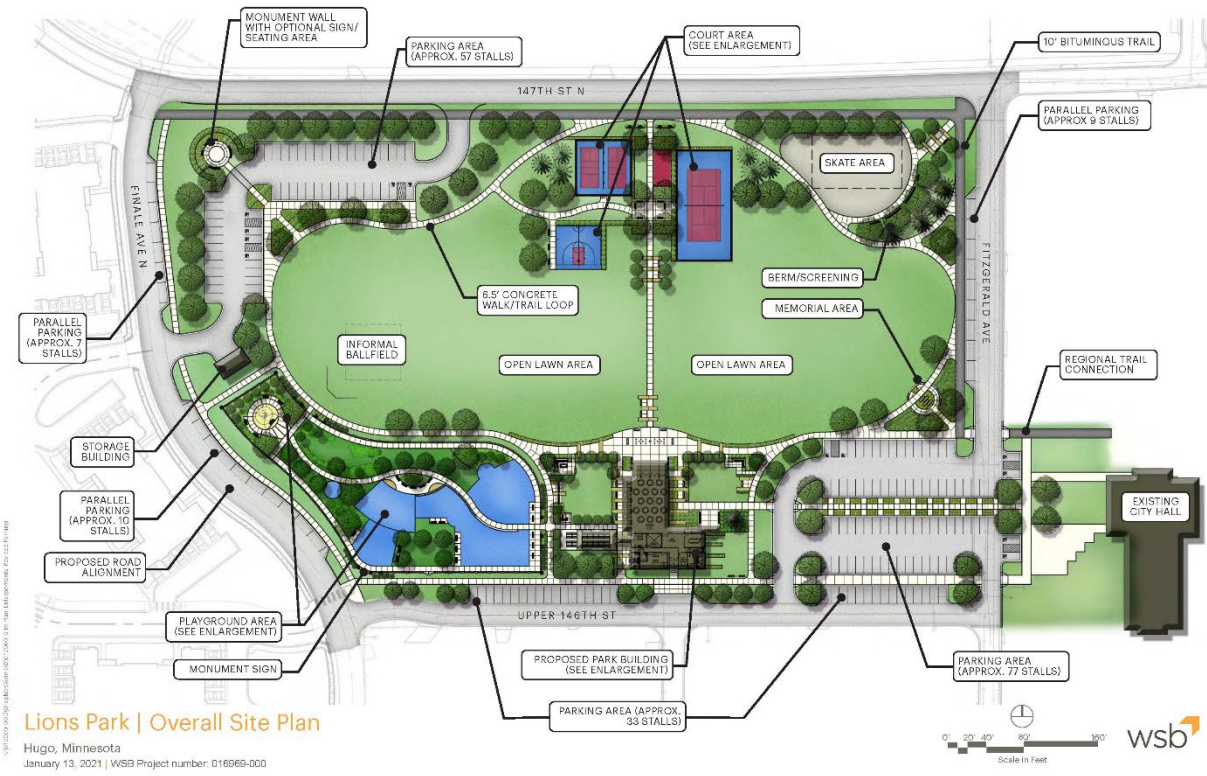 MONUMENT WALL
WITH OPTIONAL SIGN/
SEATING AREA
PARKING AREA
(APPROX. 57 STALLS)
COURT AREA
(SEE ENLARGEMENT)
10' BITUMINOUS TRAIL
147TH ST N
PARALLEL PARKING
(APPROX 9 STALLS)
SKATE AREA
FINALE AVE N
FITZGERALD AVE
BERM/SCREENING
6.5' CONCRETE
WALK/TRAIL LOOP
MEMORIAL AREA
PARALLEL
PARKING
(APPROX. 7
STALLS)
INFORMAL
BALLFIELD
OPEN LAWN AREA
OPEN LAWN AREA
REGIONAL TRAIL
CONNECTION
STORAGE
BUILDING
PARALLEL
PARKING
(APPROX. 10
STALLS)
EXISTING
CITY HALL
PROPOSED ROAD
ALIGNMENT
PLAYGROUND AREA
(SEE ENLARGEMENT)
UPPER 146TH ST
MONUMENT SIGN
PROPOSED PARK BUILDING
(SEE ENLARGEMENT)
PARKING AREA
(APPROX. 77 STALLS)
PARKING AREA (APPROX.
33 STALLS)
Lions Park | Overall Site Plan
Hugo, Minnesota
January 13, 2021 | WSB Project number: 016969-000
0' 20' 40' 80' 160'
Scale in Feet
wsb